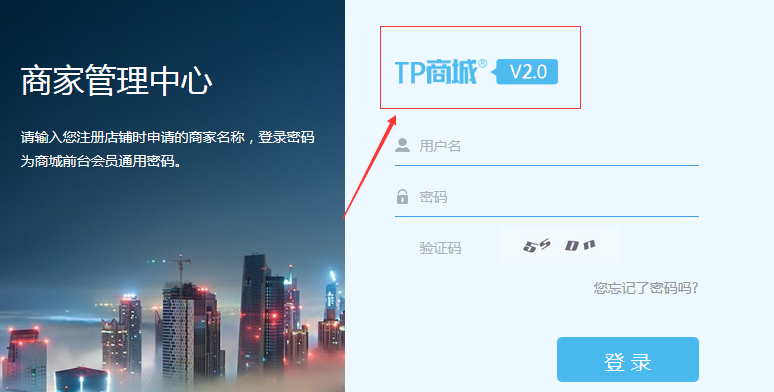 商家管理中心
请输入您注册店铺时申请的商家名称，登录密码
为商城前台会员通用密码。
TP商城® V2.0
用户名
密码
验证码 5S Dn
您忘记了密码吗?
登 录